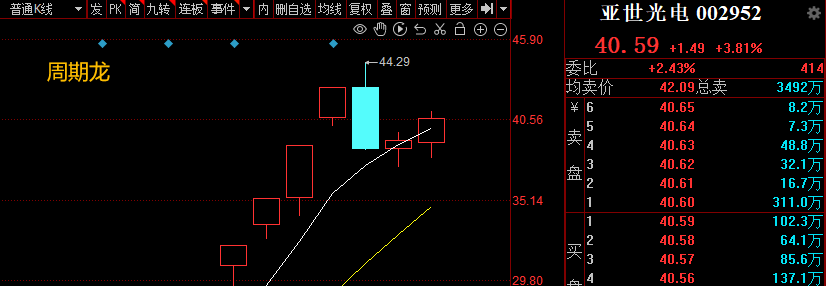 普通K线 发 PK 简 九转 连板 事件 内 删自选 均线 复权 叠 窗 预测 更多
周期龙
44.29
45.90
40.56
35.14
29.80
亚世光电 002952
40.59 +1.49 +3.81%
委比 +2.43% 414
均卖价 42.09 总卖 3492万
¥
卖盘
6 40.65 8.2万
5 40.64 7.3万
4 40.63 48.8万
3 40.62 32.1万
2 40.61 16.7万
1 40.60 311.0万
买盘
1 40.59 102.3万
2 40.58 64.1万
3 40.57 85.6万
4 40.56 137.1万